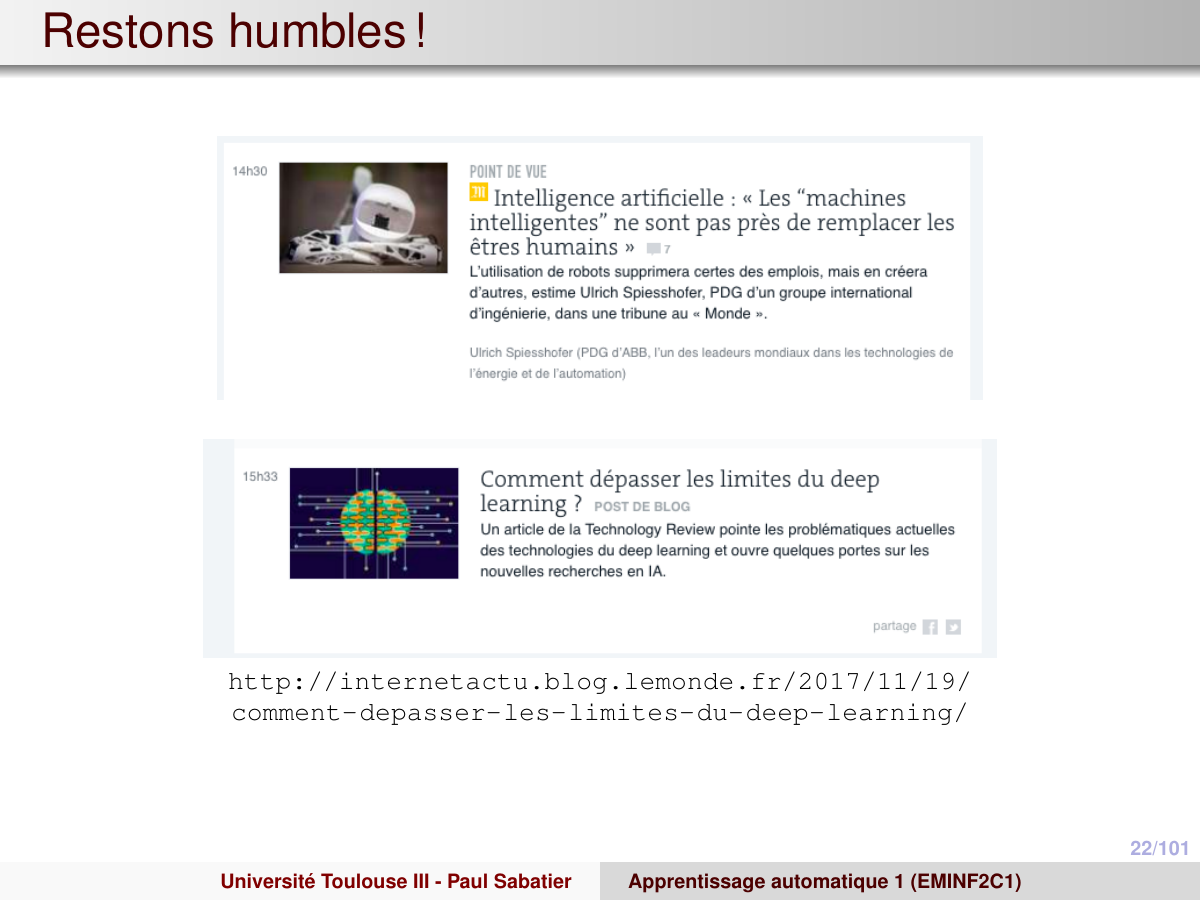 Restons humbles !
14h30
POINT DE VUE
Intelligence artificielle : « Les “machines
intelligentes” ne sont pas près de remplacer les
êtres humains » 7
L’utilisation de robots supprimera certes des emplois, mais en créera
d’autres, estime Ulrich Spiesshofer, PDG d’un groupe international
d’ingénierie, dans une tribune au « Monde ».
Ulrich Spiesshofer (PDG d’ABB, l’un des leadeurs mondiaux dans les technologies de
l’énergie et de l’automation)
15h33
Comment dépasser les limites du deep
learning ? POST DE BLOG
Un article de la Technology Review pointe les problématiques actuelles
des technologies du deep learning et ouvre quelques portes sur les
nouvelles recherches en IA.
partage
http://internetactu.blog.lemonde.fr/2017/11/19/
comment-depasser-les-limites-du-deep-learning/
22/101
Université Toulouse III - Paul Sabatier
Apprentissage automatique 1 (EMINF2C1)